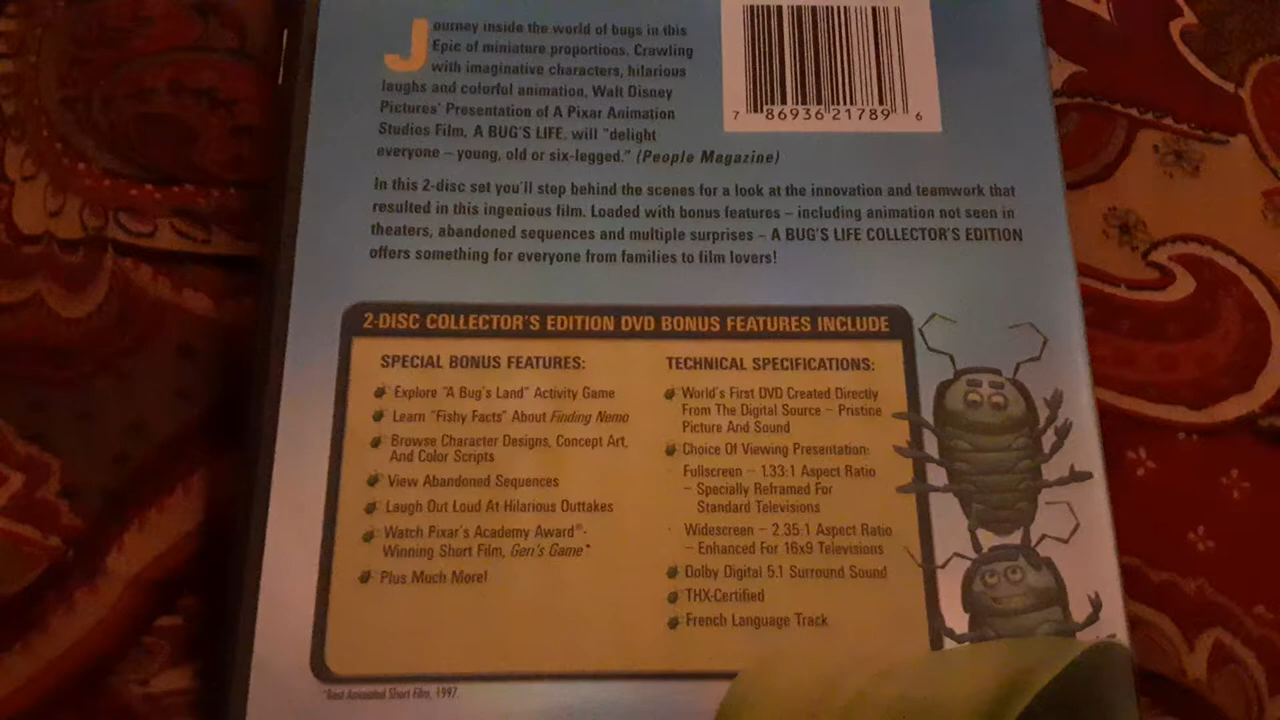 Journey inside the world of bugs in this
Epic of miniature proportions. Crawling
with imaginative characters, hilarious
laughs and colorful animation, Walt Disney
Pictures' Presentation of A Pixar Animation
Studios Film, A BUG'S LIFE, will "delight
everyone – young, old or six-legged." (People Magazine)
7 86936 21789 6
In this 2-disc set you'll step behind the scenes for a look at the innovation and teamwork that
resulted in this ingenious film. Loaded with bonus features – including animation not seen in
theaters, abandoned sequences and multiple surprises – A BUG'S LIFE COLLECTOR'S EDITION
offers something for everyone from families to film lovers!
2-DISC COLLECTOR'S EDITION DVD BONUS FEATURES INCLUDE
SPECIAL BONUS FEATURES:
Explore "A Bug's Land" Activity Game
Learn "Fishy Facts" About Finding Nemo
Browse Character Designs, Concept Art,
And Color Scripts
View Abandoned Sequences
Laugh Out Loud At Hilarious Outtakes
Watch Pixar's Academy Award®-
Winning Short Film, Geri's Game*
Plus Much More!
TECHNICAL SPECIFICATIONS:
World's First DVD Created Directly
From The Digital Source – Pristine
Picture And Sound
Choice Of Viewing Presentation:
Fullscreen – 1.33:1 Aspect Ratio
– Specially Reframed For
Standard Televisions
Widescreen – 2.35:1 Aspect Ratio
– Enhanced For 16x9 Televisions
Dolby Digital 5.1 Surround Sound
THX-Certified
French Language Track
*Best Animated Short Film, 1997.